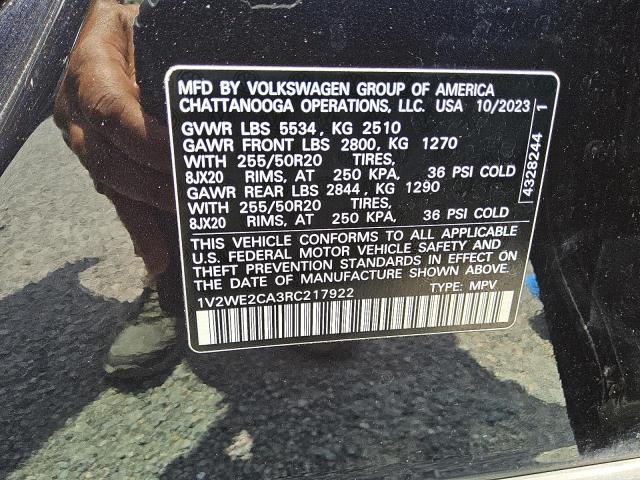 MFD BY VOLKSWAGEN GROUP OF AMERICA
CHATTANOOGA OPERATIONS, LLC. USA 10/2023
GVWR LBS 5534, KG 2510
GAWR FRONT LBS 2800, KG 1270
WITH 255/50R20 TIRES,
8JX20 RIMS, AT 250 KPA, 36 PSI COLD
GAWR REAR LBS 2844, KG 1290
WITH 255/50R20 TIRES,
8JX20 RIMS, AT 250 KPA, 36 PSI COLD
THIS VEHICLE CONFORMS TO ALL APPLICABLE
U.S. FEDERAL MOTOR VEHICLE SAFETY AND
THEFT PREVENTION STANDARDS IN EFFECT ON
THE DATE OF MANUFACTURE SHOWN ABOVE.
1V2WE2CA3RC217922 TYPE: MPV
4328244 1